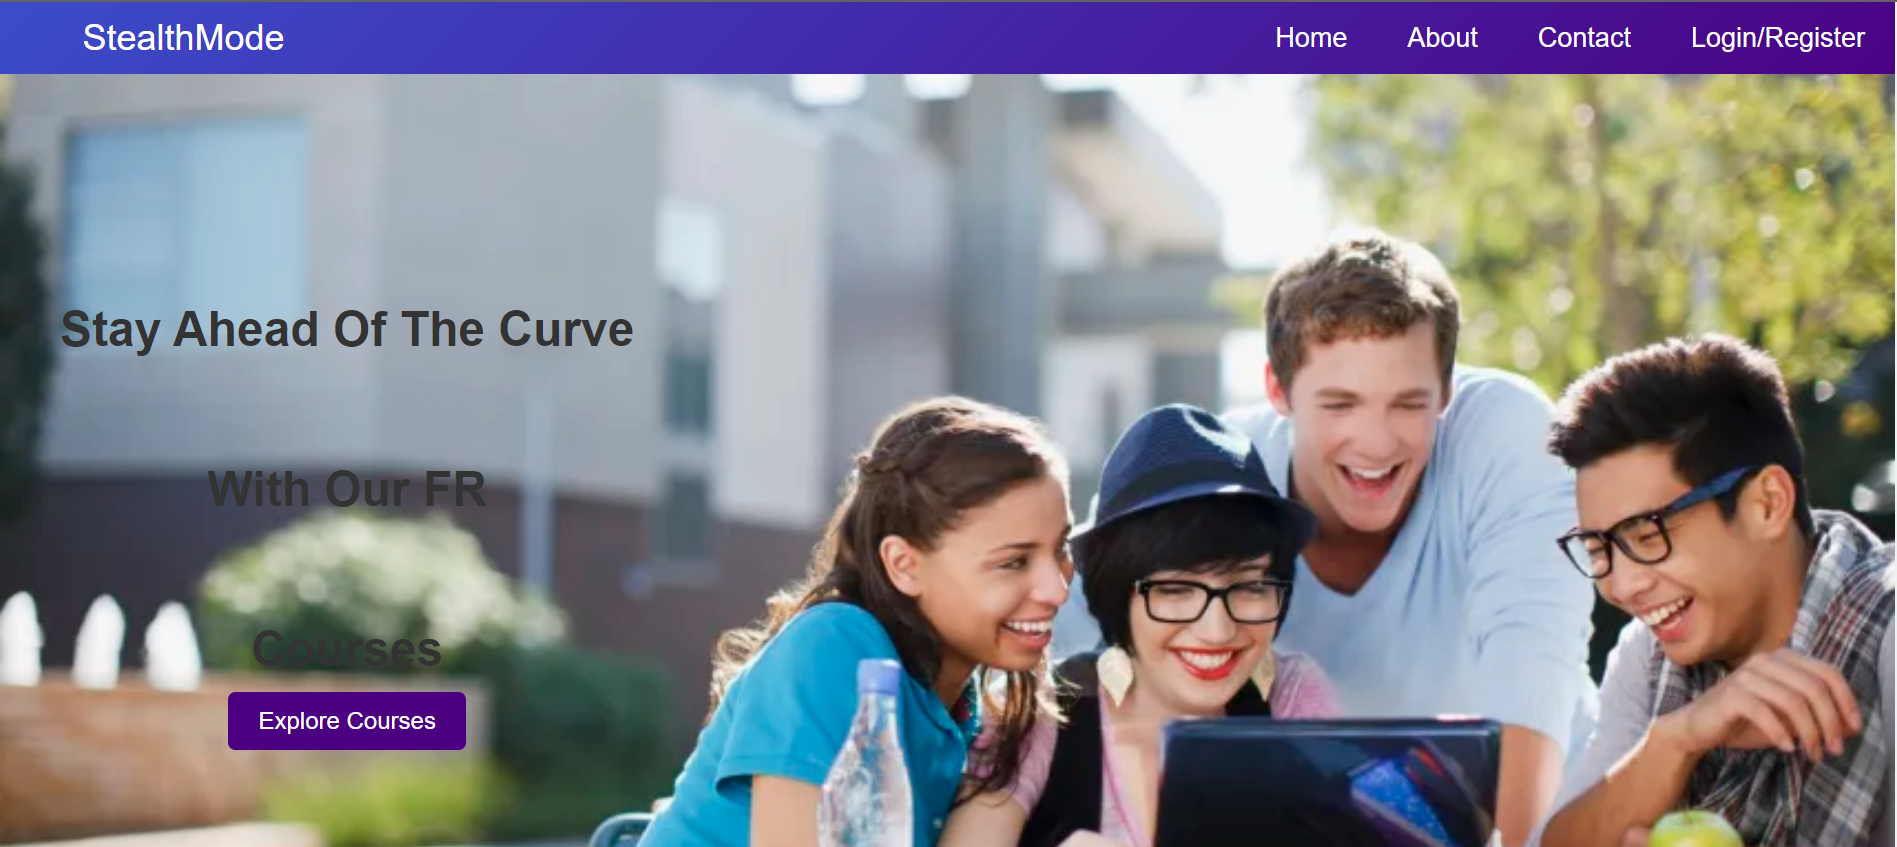 StealthMode
Home About Contact Login/Register
Stay Ahead Of The Curve
With Our FR
Courses
Explore Courses